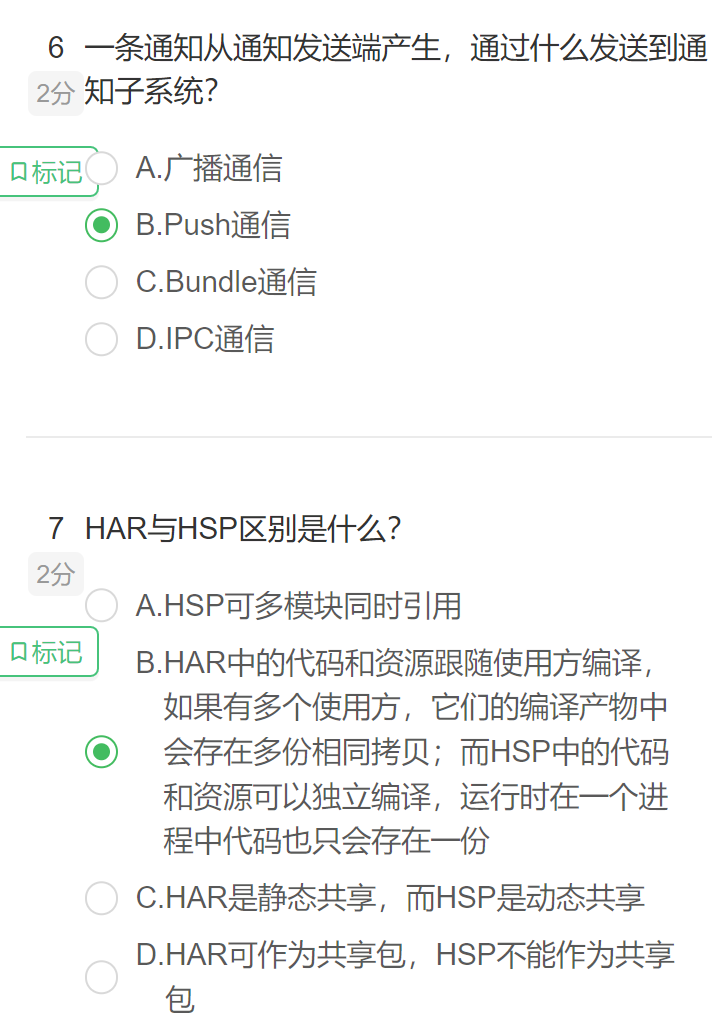 6 一条通知从通知发送端产生，通过什么发送到通
2分 知子系统？
标记 A.广播通信
B.Push通信
C.Bundle通信
D.IPC通信
7 HAR与HSP区别是什么？
2分
A.HSP可多模块同时引用
标记
B.HAR中的代码和资源跟随使用方编译，
如果有多个使用方，它们的编译产物中
会存在多份相同拷贝；而HSP中的代码
和资源可以独立编译，运行时在一个进
程中代码也只会存在一份
C.HAR是静态共享，而HSP是动态共享
D.HAR可作为共享包，HSP不能作为共享
包